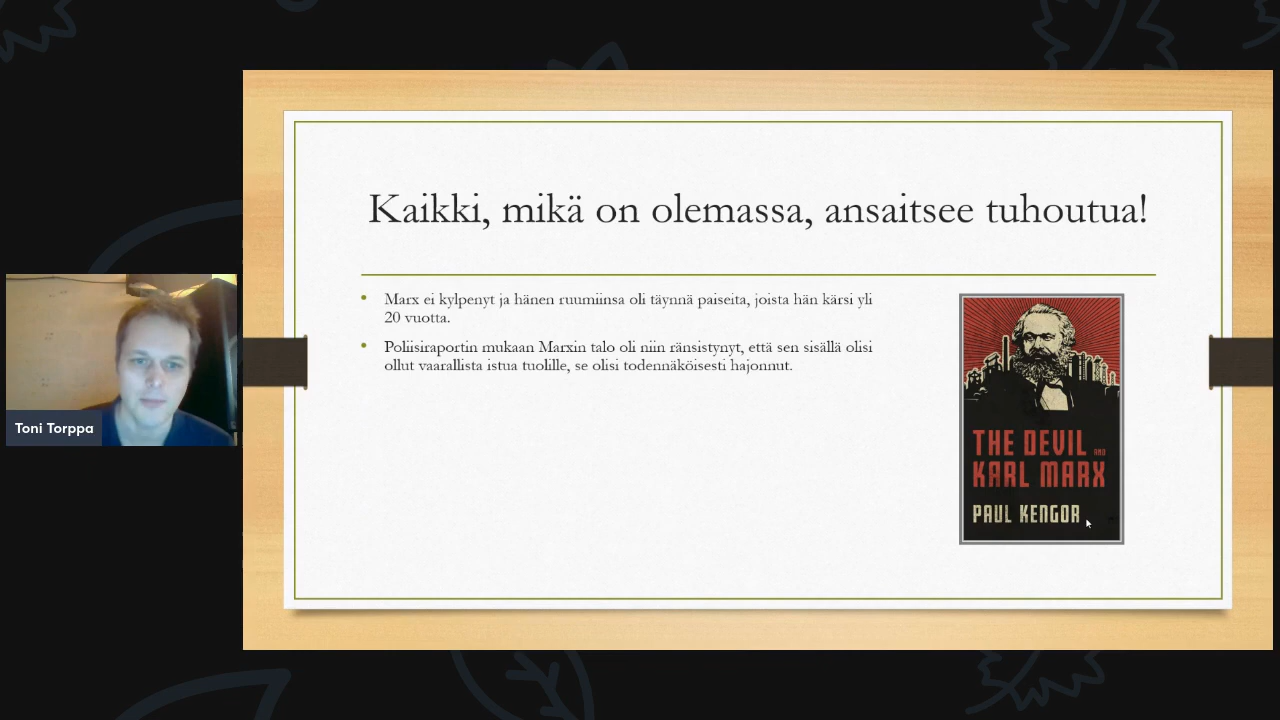 Kaikki, mikä on olemassa, ansaitsee tuhoutua!
Marx ei kylpenyt ja hänen ruumiinsa oli täynnä paiseita, joista hän kärsi yli
20 vuotta.
Poliisiraportin mukaan Marxin talo oli niin ränsistynyt, että sen sisällä olisi
ollut vaarallista istua tuolille, se olisi todennäköisesti hajonnut.
THE DEVIL AND
KARL MARX
PAUL KENGOR
Toni Torppa